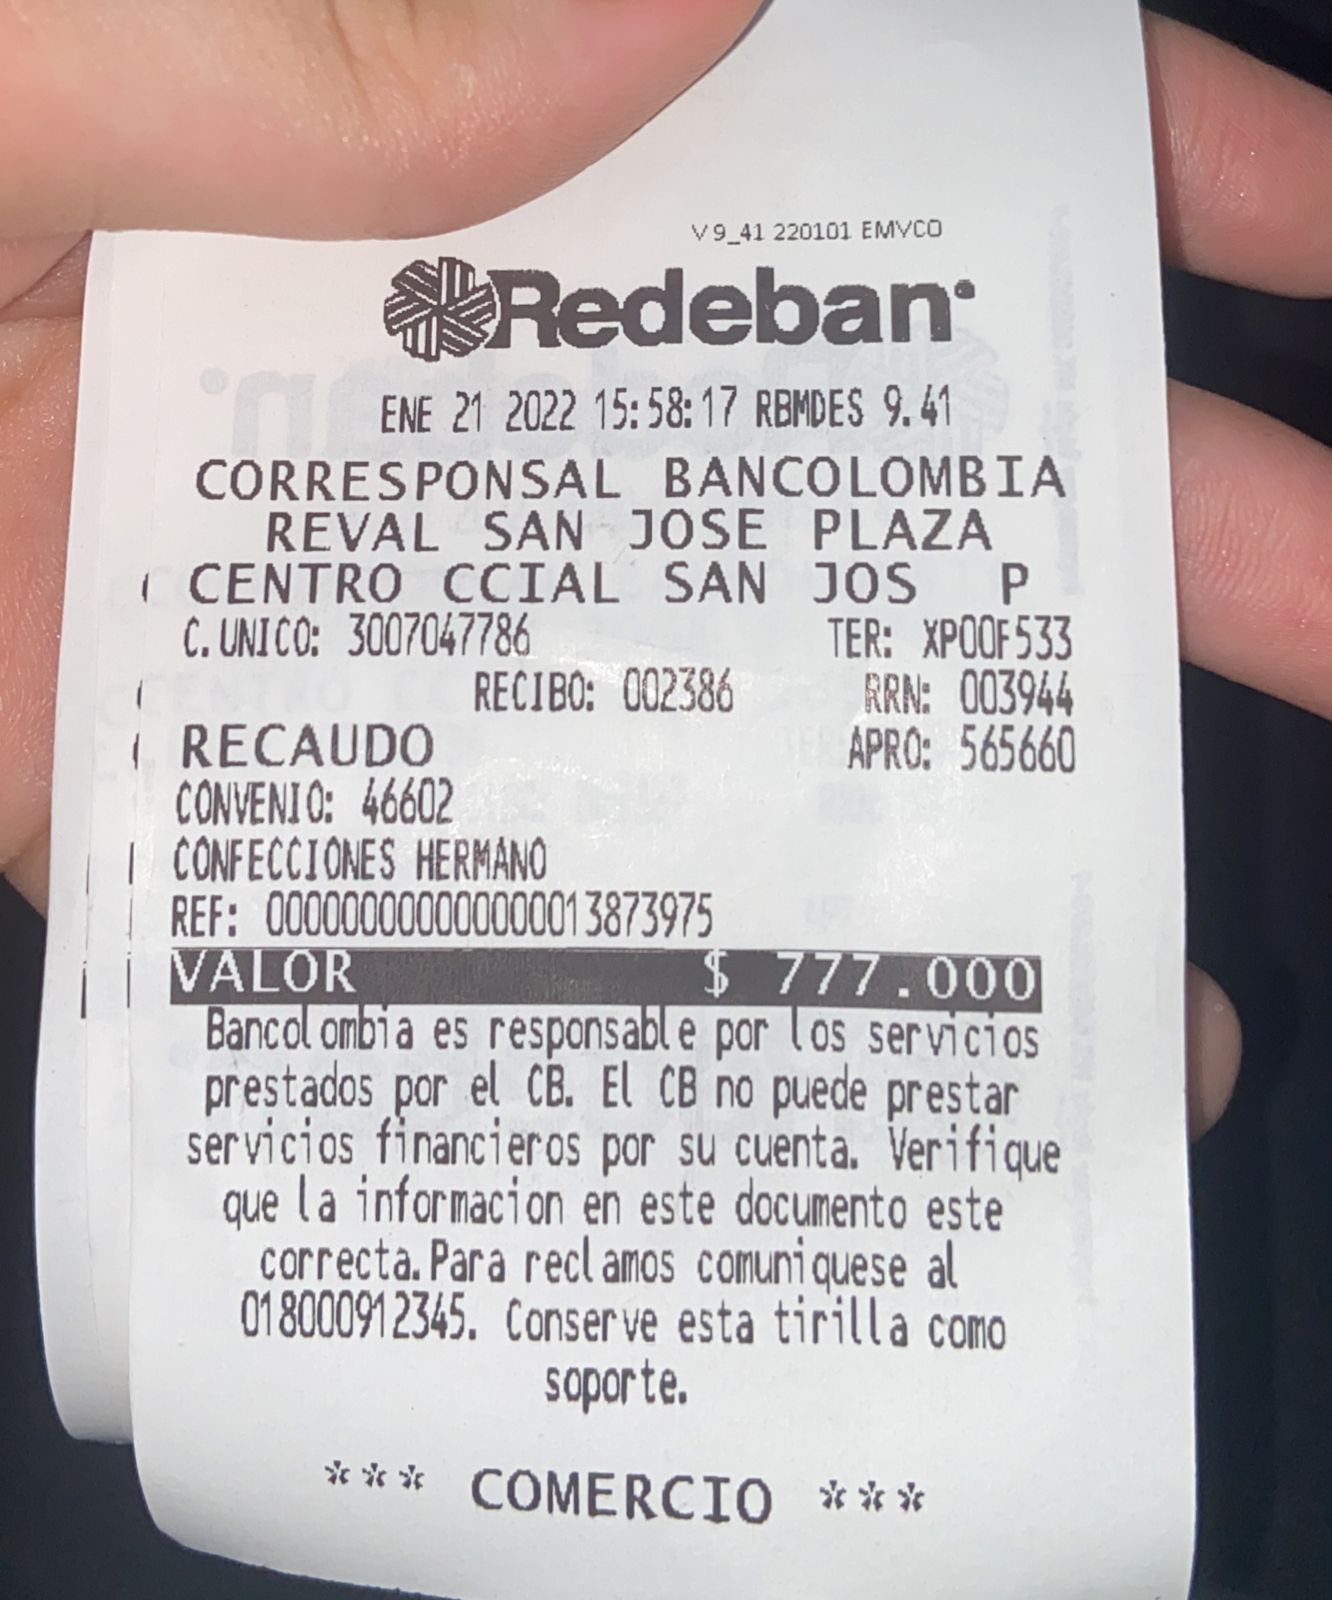 V 9_41 220101 EMVCO
Redeban
ENE 21 2022 15:58:17 RBMDES 9.41
CORRESPONSAL BANCOLOMBIA
REVAL SAN JOSE PLAZA
CENTRO CCIAL SAN JOS P
C.UNICO: 3007047786 TER: XP00F533
RECIBO: 002386 RRN: 003944
RECAUDO APRO: 565660
CONVENIO: 46602
CONFECCIONES HERMANO
REF: 0000000000000000013873975
VALOR $ 777.000
Bancolombia es responsable por los servicios
prestados por el CB. El CB no puede prestar
servicios financieros por su cuenta. Verifique
que la informacion en este documento este
correcta.Para reclamos comuniquese al
018000912345. Conserve esta tirilla como
soporte.
*** COMERCIO ***